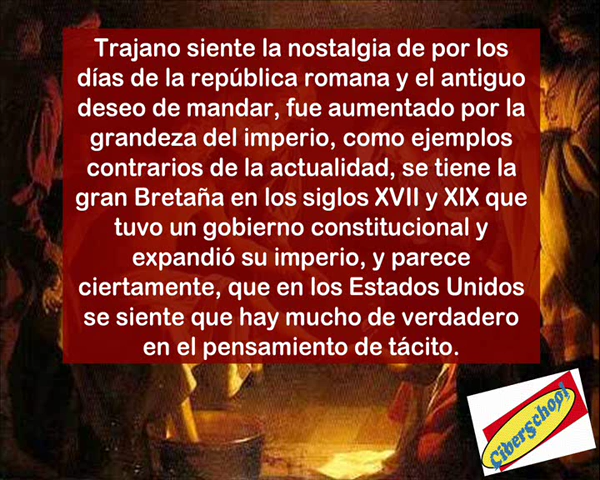 Trajano siente la nostalgia de por los
días de la república romana y el antiguo
deseo de mandar, fue aumentado por la
grandeza del imperio, como ejemplos
contrarios de la actualidad, se tiene la
gran Bretaña en los siglos XVII y XIX que
tuvo un gobierno constitucional y
expandió su imperio, y parece
ciertamente, que en los Estados Unidos
se siente que hay mucho de verdadero
en el pensamiento de tácito.
CiberSchool